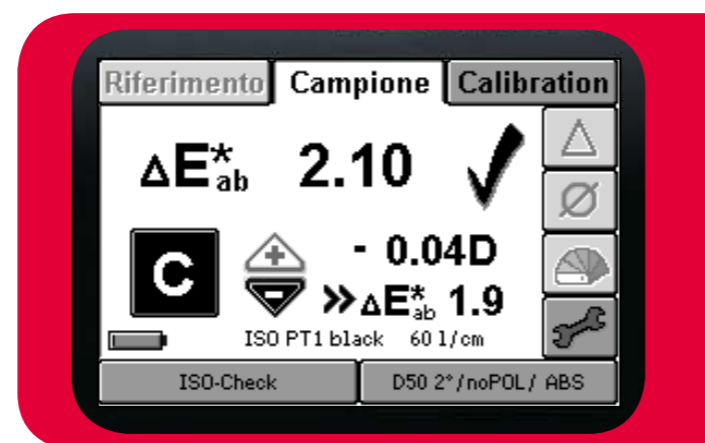 Riferimento Campione Calibration
ΔE*ab 2.10
C + - 0.04D
- >> ΔE*ab 1.9
ISO PT1 black 60 l/cm
ISO-Check D50 2°/noPOL/ ABS